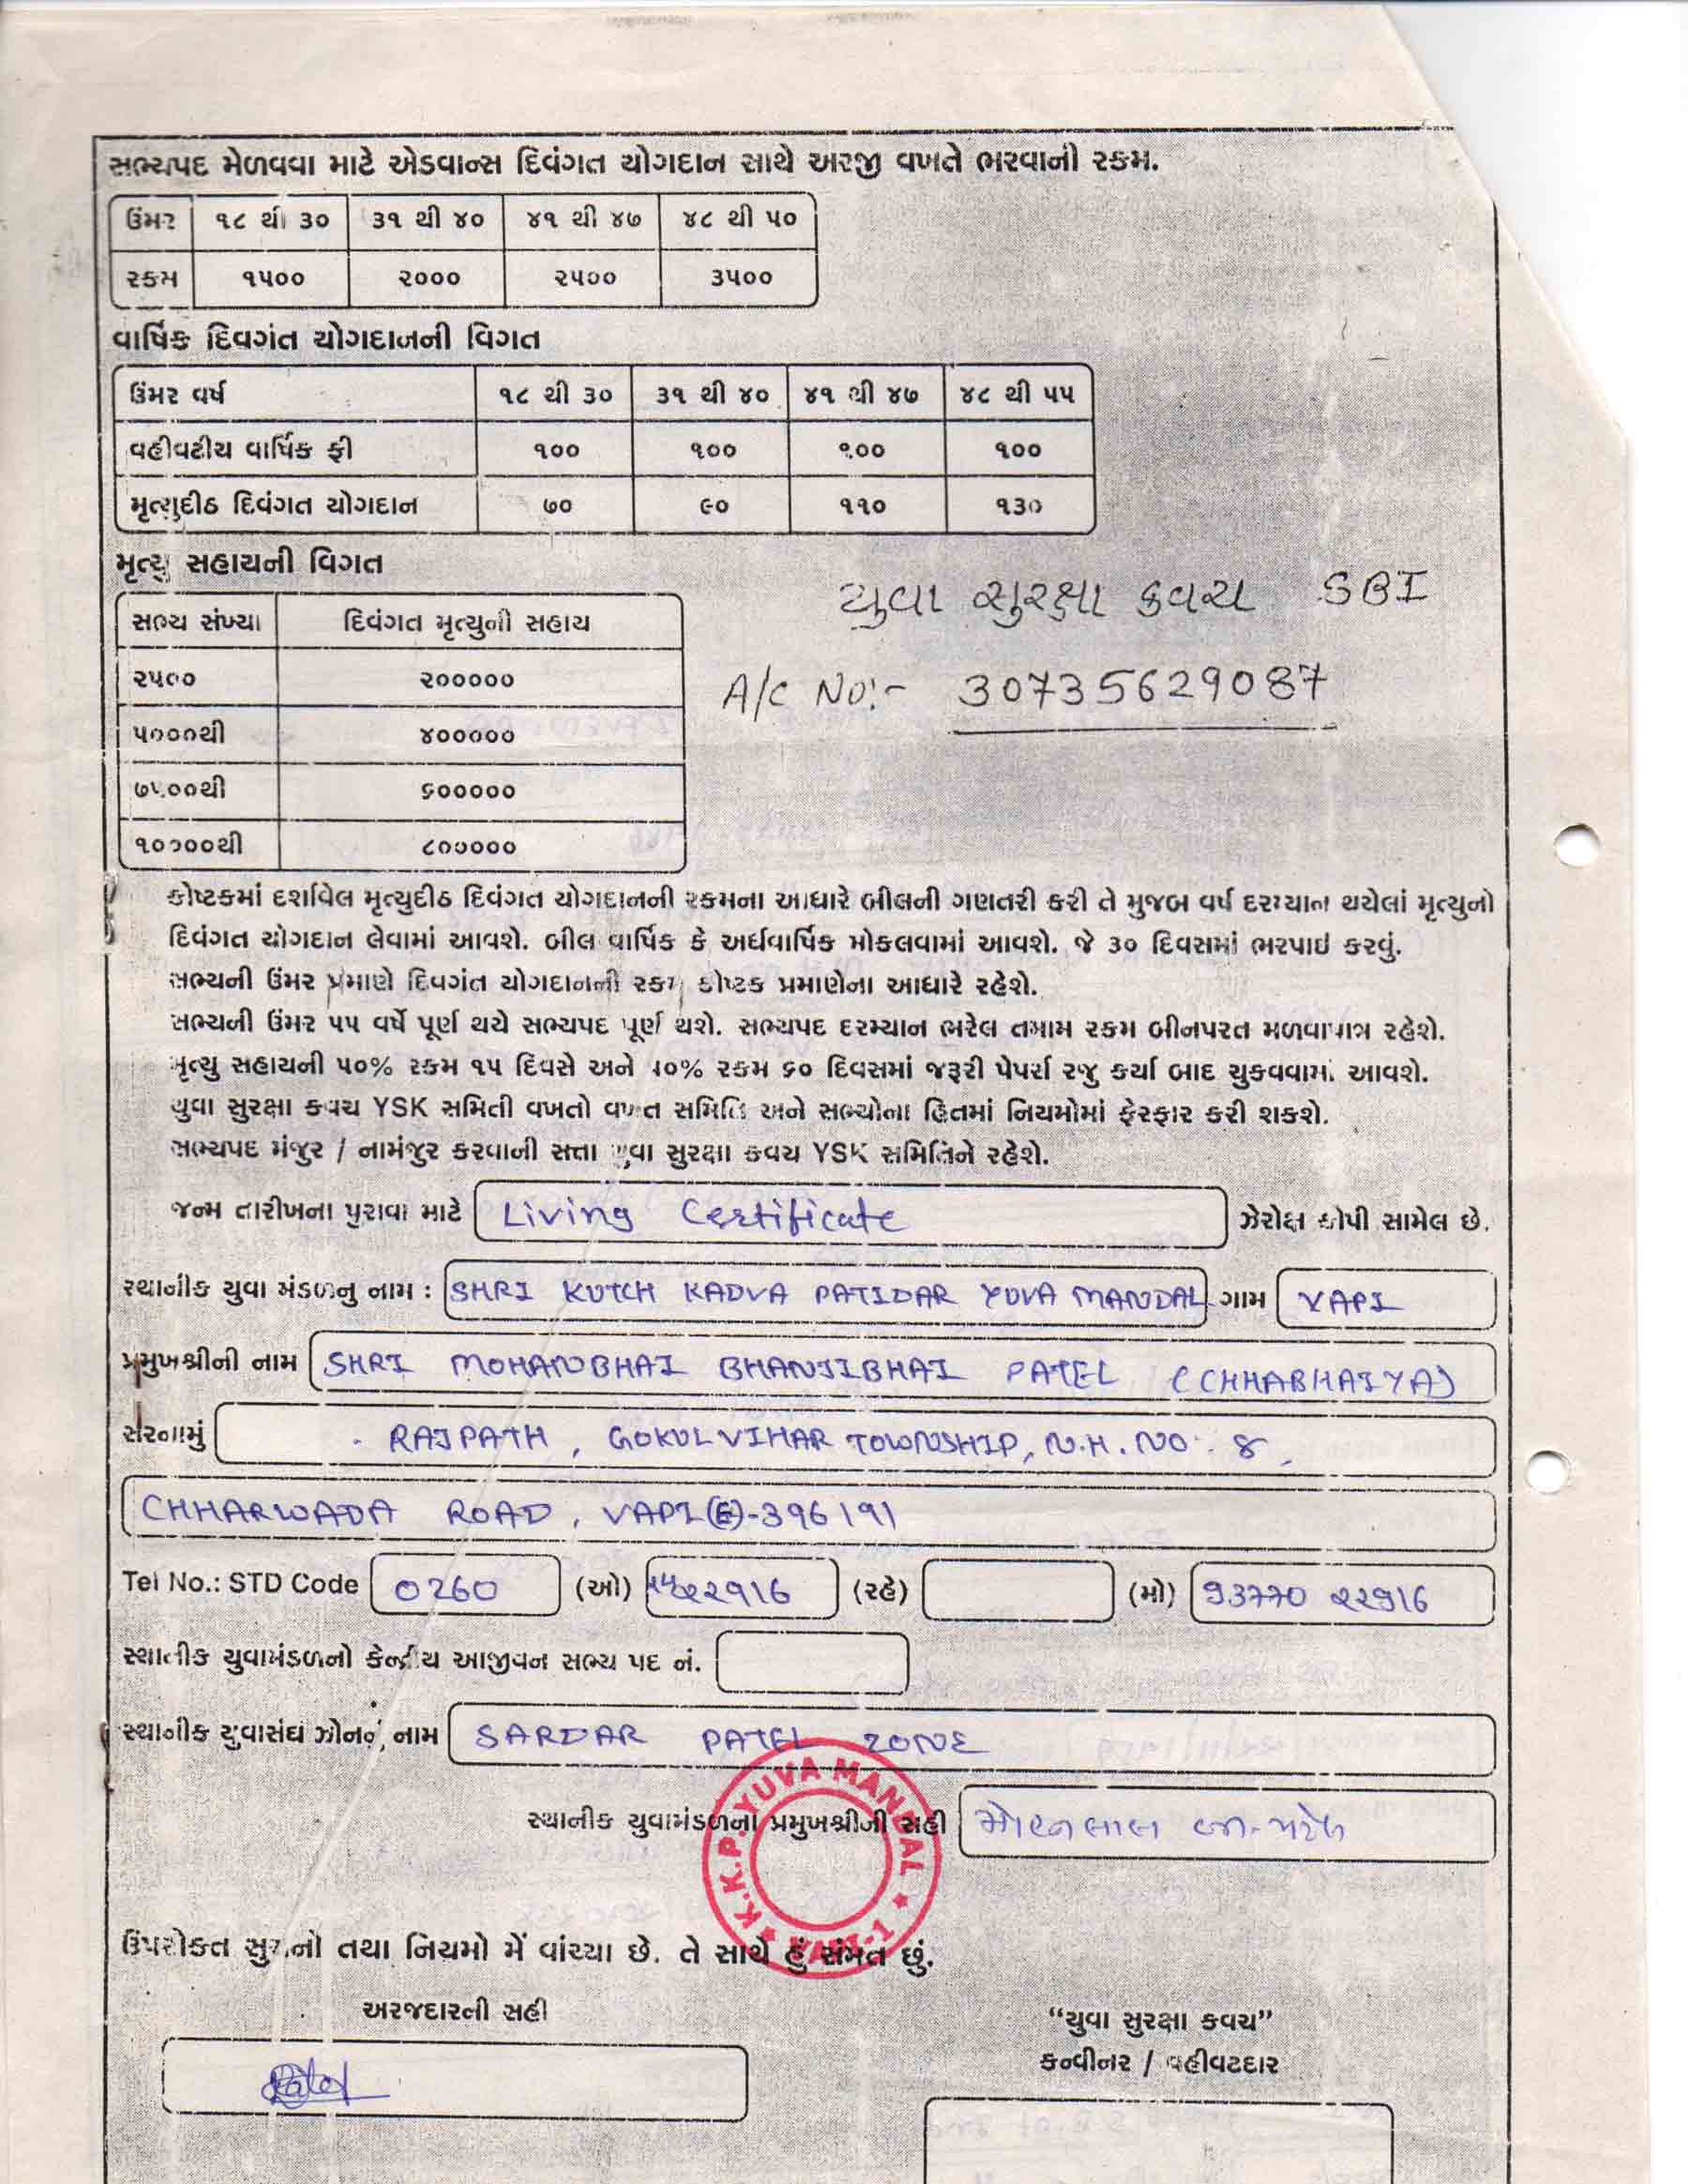 સભ્યપદ મેળવવા માટે એડવાન્સ દિવંગત યોગદાન સાથે અરજી વખતે ભરવાની રકમ.
ઉંમર ૧૮ થી ૩૦ ૩૧ થી ૪૦ ૪૧ થી ૪૭ ૪૮ થી ૫૦
રકમ ૧૫૦૦ ૨૦૦૦ ૨૫૦૦ ૩૫૦૦
વાર્ષિક દિવગંત યોગદાનની વિગત
ઉંમર વર્ષ ૧૮ થી ૩૦ ૩૧ થી ૪૦ ૪૧ થી ૪૭ ૪૮ થી ૫૫
વહીવટીય વાર્ષિક ફી ૧૦૦ ૧૦૦ ૧૦૦ ૧૦૦
મૃત્યુદીઠ દિવંગત યોગદાન ૭૦ ૯૦ ૧૧૦ ૧૩૦
મૃત્યુ સહાયની વિગત
યુવા સુરક્ષા કવચ SBI
સભ્ય સંખ્યા દિવંગત મૃત્યુની સહાય
૨૫૦૦ ૨૦૦૦૦૦
A/C No:- 30735629087
૫૦૦૦થી ૪૦૦૦૦૦
૭૫૦૦થી ૬૦૦૦૦૦
૧૦૦૦૦થી ૮૦૦૦૦૦
કોષ્ટકમાં દર્શાવેલ મૃત્યુદીઠ દિવંગત યોગદાનની રકમના આધારે બીલની ગણતરી કરી તે મુજબ વર્ષ દરમ્યાન થયેલાં મૃત્યુનો
દિવંગત યોગદાન લેવામાં આવશે. બીલ વાર્ષિક કે અર્ધવાર્ષિક મોકલવામાં આવશે. જે ૩૦ દિવસમાં ભરપાઇ કરવું.
સભ્યની ઉંમર પ્રમાણે દિવગંત યોગદાનની રકમ કોષ્ટક પ્રમાણેના આધારે રહેશે.
સભ્યની ઉંમર ૫૫ વર્ષે પૂર્ણ થયે સભ્યપદ પૂર્ણ થશે. સભ્યપદ દરમ્યાન ભરેલ તમામ રકમ બીનપરત મળવાપાત્ર રહેશે.
મૃત્યુ સહાયની ૫૦% રકમ ૧૫ દિવસે અને ૫૦% રકમ ૬૦ દિવસમાં જરૂરી પેપર્સ રજુ કર્યા બાદ ચુકવવામાં આવશે.
યુવા સુરક્ષા કવચ YSK સમિતી વખતો વખત સમિતિ અને સભ્યોના હિતમાં નિયમોમાં ફેરફાર કરી શકશે.
સભ્યપદ મંજુર / નામંજુર કરવાની સત્તા યુવા સુરક્ષા કવચ YSK સમિતિને રહેશે.
જન્મ તારીખના પુરાવા માટે Living Certificate ઝેરોક્ષ કોપી સામેલ છે.
સ્થાનીક યુવા મંડળનુ નામ : SHRI KUTCH KADVA PATIDAR YUVA MANDAL ગામ VAPI
પ્રમુખશ્રીની નામ SHRI MOHANBHAI BHANJIBHAI PATEL (CHHABHAIYA)
સરનામું RAJPATH, GOKULVIHAR TOWNSHIP, N.H. NO. 8,
CHHARWADA ROAD, VAPI(E)-396191
Tel No.: STD Code 0260 (ઓ) 22916 (રહે) (મો) 93770 22916
સ્થાનીક યુવામંડળનો કેન્દ્રીય આજીવન સભ્ય પદ નં.
સ્થાનીક યુવાસંઘ ઝોનનું નામ SARDAR PATEL ZONE
સ્થાનીક યુવામંડળના પ્રમુખશ્રીની સહી મોહનલાલ ભા. પટેલ
K.K.P. YUVA MANDAL
VAPI-1
ઉપરોક્ત સુચનો તથા નિયમો મેં વાંચ્યા છે. તે સાથે હું સંમત છું.
અરજદારની સહી
“યુવા સુરક્ષા કવચ”
કન્વીનર / વહીવટદાર
Patel